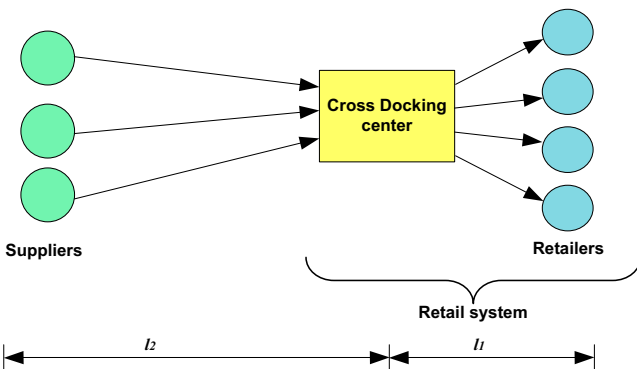 Cross Docking
center
Suppliers
Retailers
Retail system
l2
l1